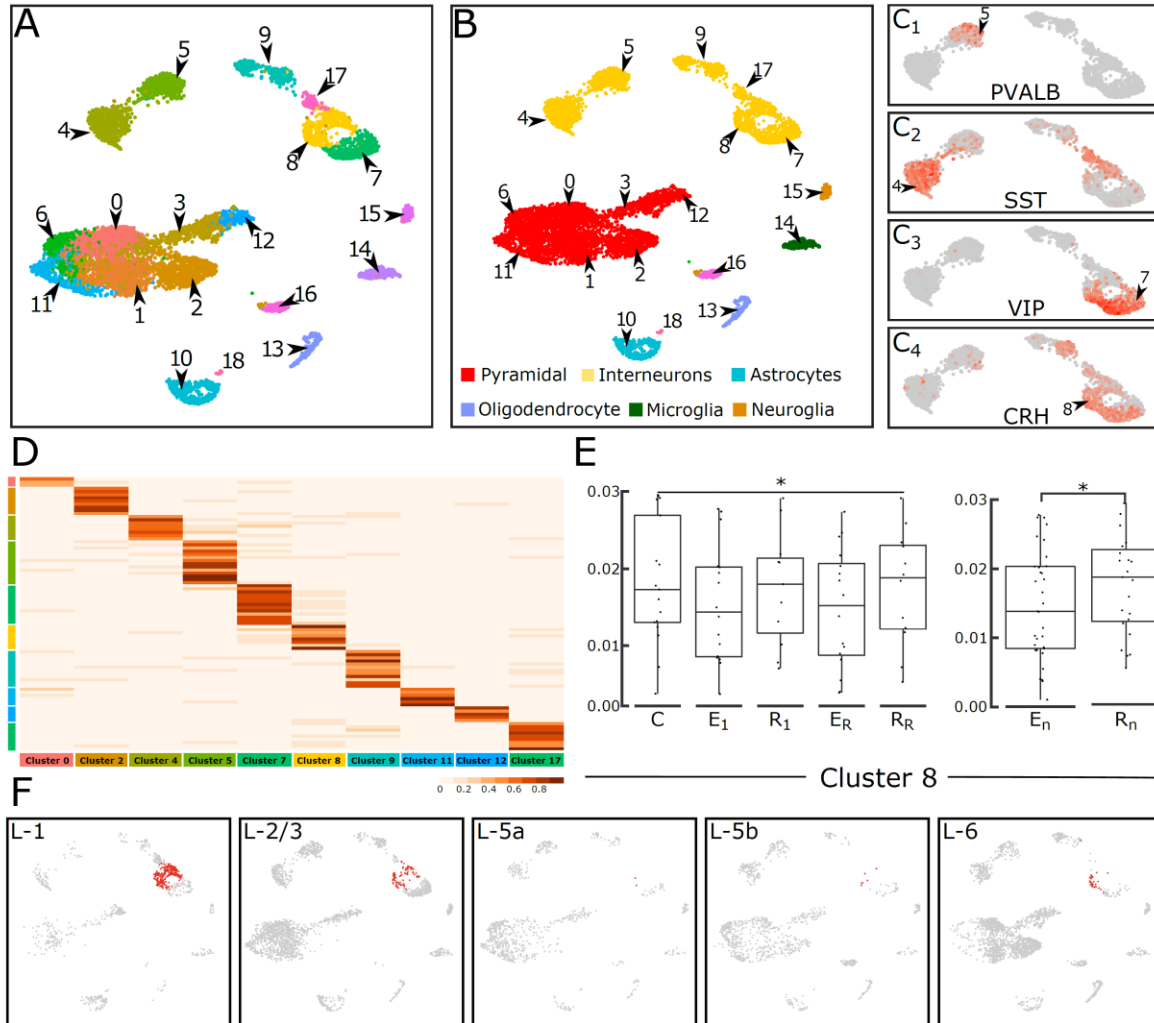 A
9
5
17
4
8
7
0
3
6
15
12
14
16
11
1
2
18
10
13
B
9
5
17
4
8
7
0
3
6
15
12
14
16
11
1
2
18
10
13
Pyramidal Interneurons Astrocytes
Oligodendrocyte Microglia Neuroglia
C1
5
PVALB
C2
4
SST
C3
7
VIP
C4
8
CRH
D
Cluster 0 Cluster 2 Cluster 4 Cluster 5 Cluster 7 Cluster 8 Cluster 9 Cluster 11 Cluster 12 Cluster 17
0 0.2 0.4 0.6 0.8
E
*
0.03
0.02
0.01
0.00
C E1 R1 ER RR
*
0.03
0.02
0.01
0.00
En Rn
Cluster 8
F
L-1
L-2/3
L-5a
L-5b
L-6